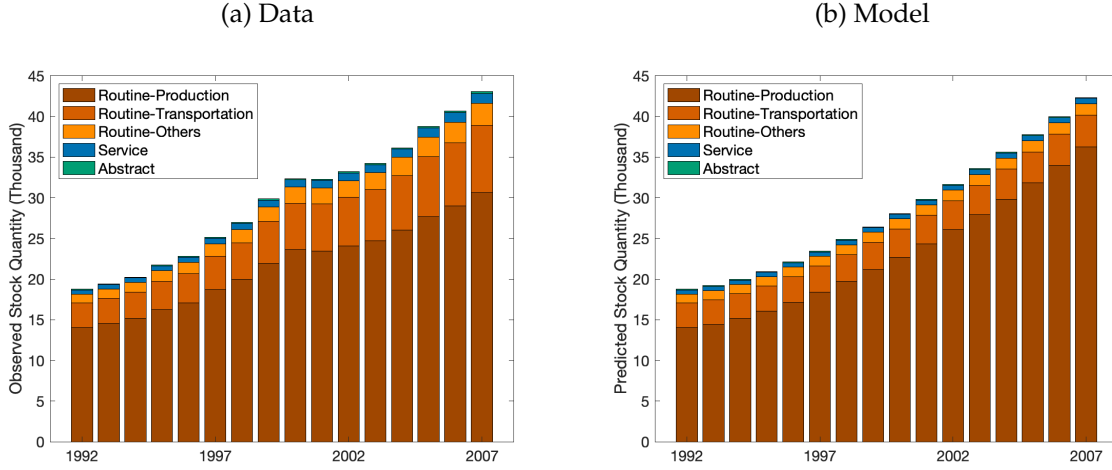 (a) Data
45
40
35
30
25
20
15
10
5
0
Observed Stock Quantity (Thousand)
Routine-Production
Routine-Transportation
Routine-Others
Service
Abstract
1992
1997
2002
2007
(b) Model
45
40
35
30
25
20
15
10
5
0
Predicted Stock Quantity (Thousand)
Routine-Production
Routine-Transportation
Routine-Others
Service
Abstract
1992
1997
2002
2007